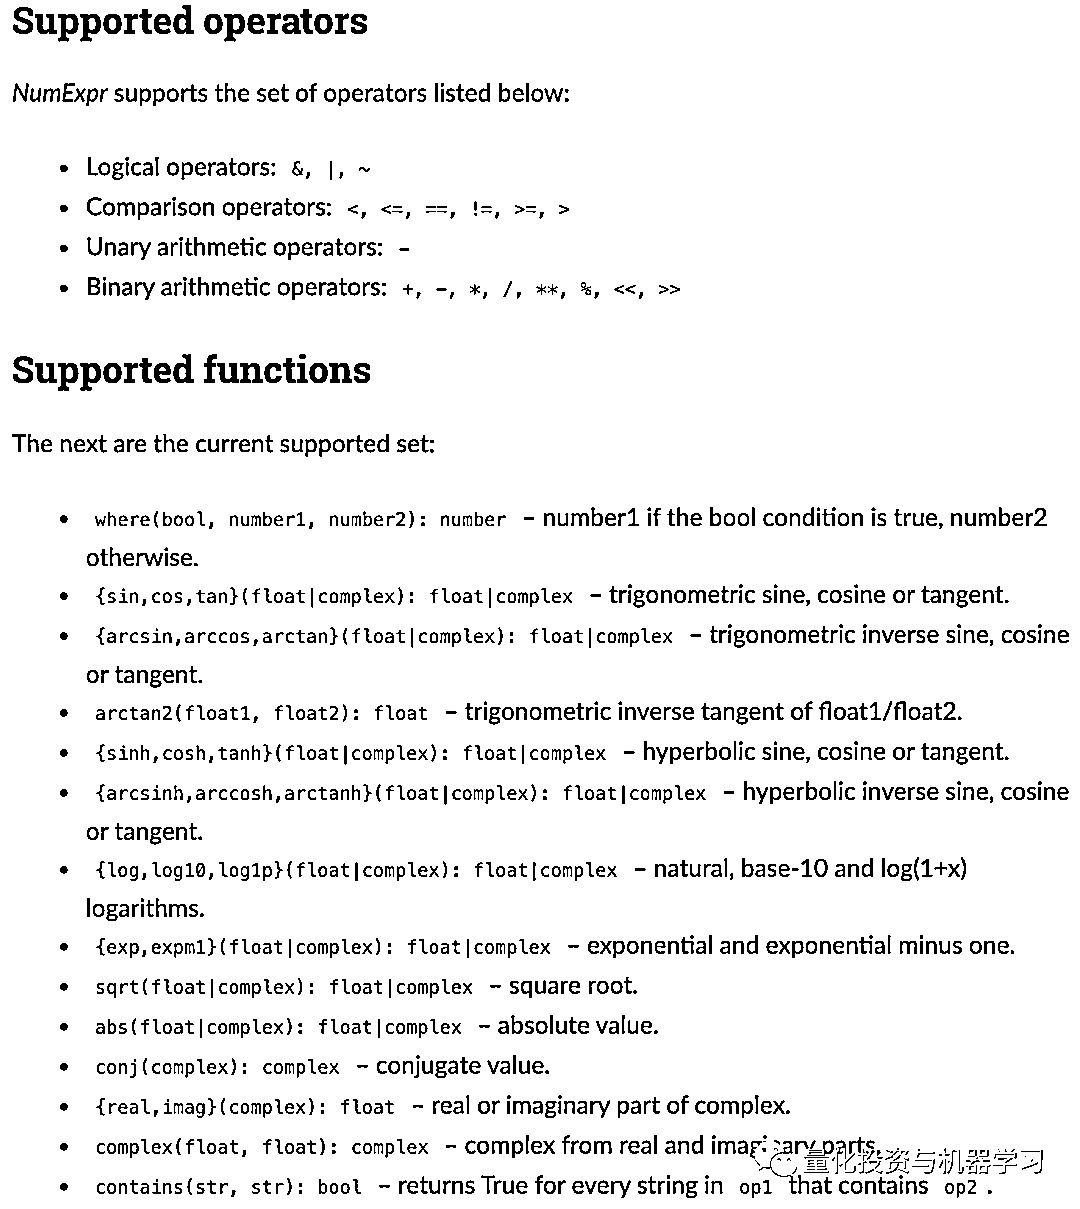 Supported operators
NumExpr supports the set of operators listed below:
• Logical operators: &, |, ~
• Comparison operators: <, <=, ==, !=, >=, >
• Unary arithmetic operators: -
• Binary arithmetic operators: +, -, *, /, **, %, <<, >>
Supported functions
The next are the current supported set:
• where(bool, number1, number2): number – number1 if the bool condition is true, number2
otherwise.
• {sin,cos,tan}(float|complex): float|complex – trigonometric sine, cosine or tangent.
• {arcsin,arccos,arctan}(float|complex): float|complex – trigonometric inverse sine, cosine
or tangent.
• arctan2(float1, float2): float – trigonometric inverse tangent of float1/float2.
• {sinh,cosh,tanh}(float|complex): float|complex – hyperbolic sine, cosine or tangent.
• {arcsinh,arccosh,arctanh}(float|complex): float|complex – hyperbolic inverse sine, cosine
or tangent.
• {log,log10,log1p}(float|complex): float|complex – natural, base-10 and log(1+x)
logarithms.
• {exp,expm1}(float|complex): float|complex – exponential and exponential minus one.
• sqrt(float|complex): float|complex – square root.
• abs(float|complex): float|complex – absolute value.
• conj(complex): complex – conjugate value.
• {real,imag}(complex): float – real or imaginary part of complex.
• complex(float, float): complex – complex from real and imaginary parts.
量化投资与机器学习
• contains(str, str): bool – returns True for every string in op1 that contains op2 .